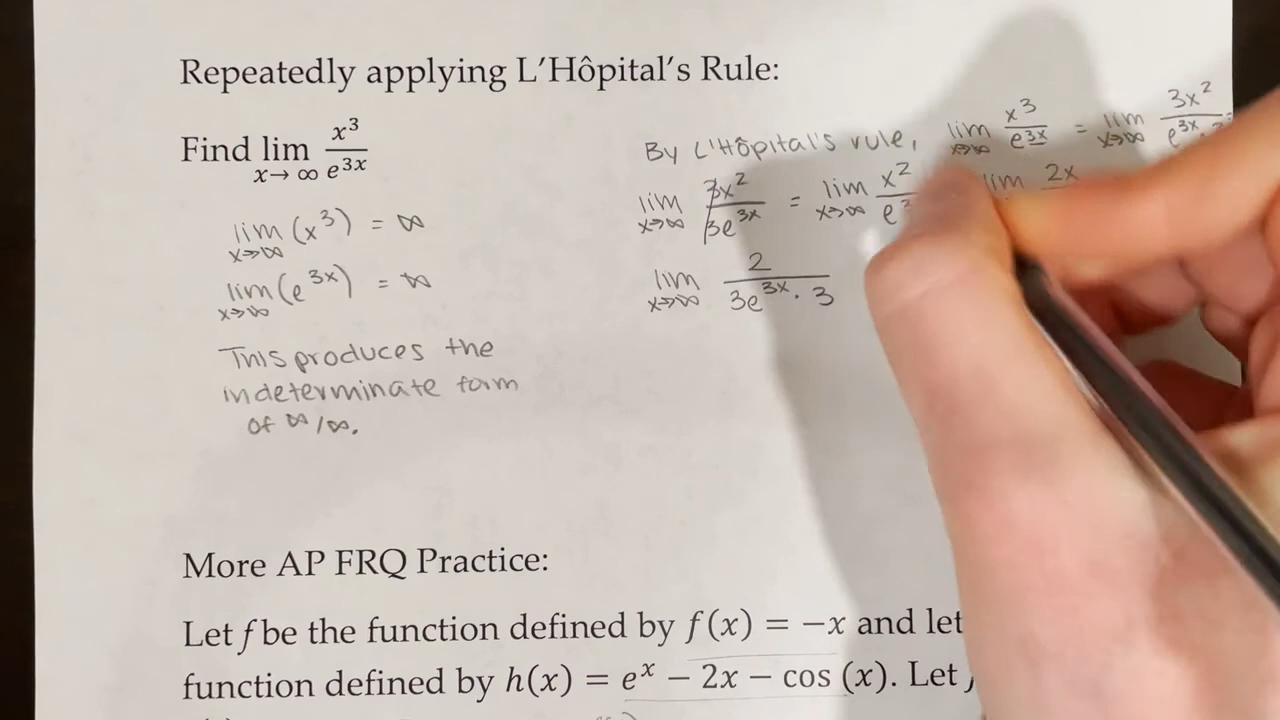 Repeatedly applying L'Hôpital's Rule:
Find lim x→∞ x³/e³ˣ
lim x→∞ (x³) = ∞
lim x→∞ (e³ˣ) = ∞
This produces the
indeterminate form
of ∞/∞.
By L'Hôpital's rule, lim x→∞ x³/e³ˣ = lim x→∞ 3x²/e³ˣ·
lim x→∞ 3x²/3e³ˣ = lim x→∞ x²/e lim 2x
lim x→∞ 2/3e³ˣ · 3
More AP FRQ Practice:
Let f be the function defined by f(x) = −x and let
function defined by h(x) = eˣ − 2x − cos (x). Let